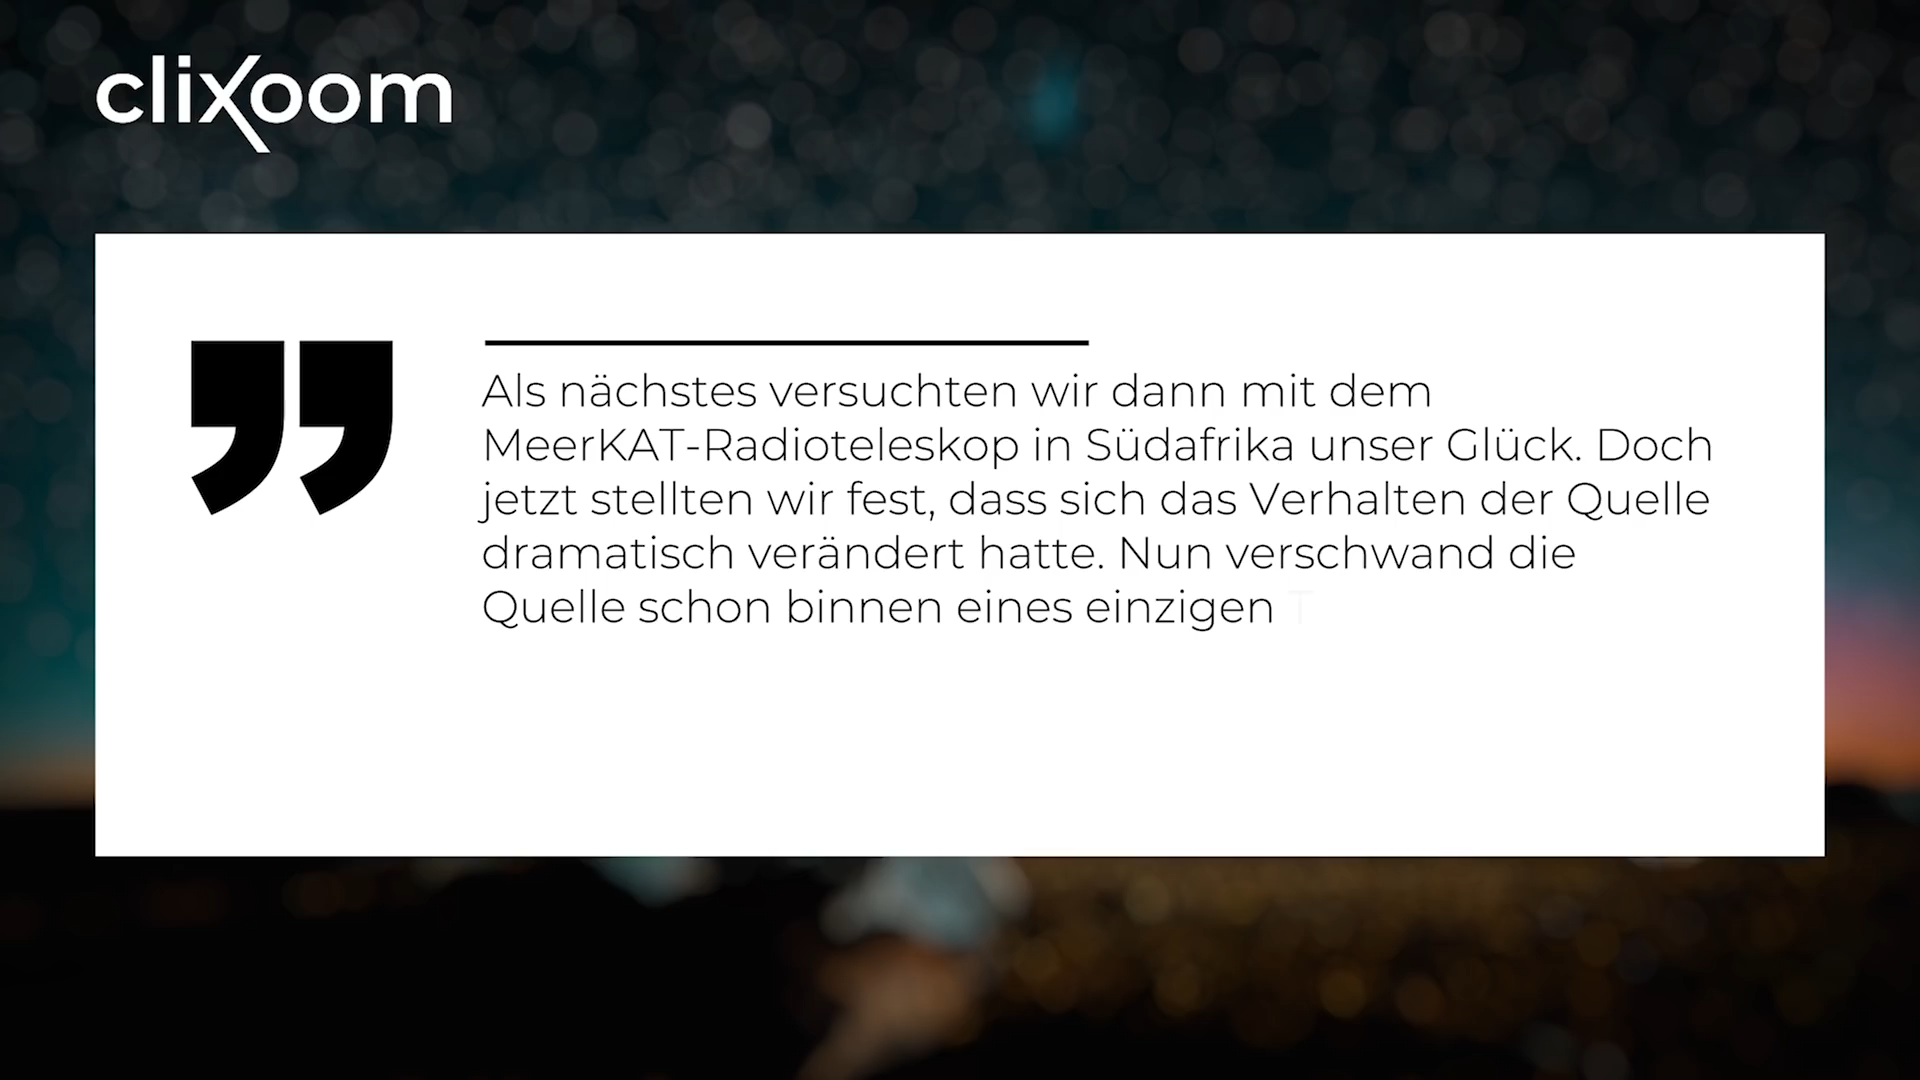 clixoom
Als nächstes versuchten wir dann mit dem
MeerKAT-Radioteleskop in Südafrika unser Glück. Doch
jetzt stellten wir fest, dass sich das Verhalten der Quelle
dramatisch verändert hatte. Nun verschwand die
Quelle schon binnen eines einzigen T